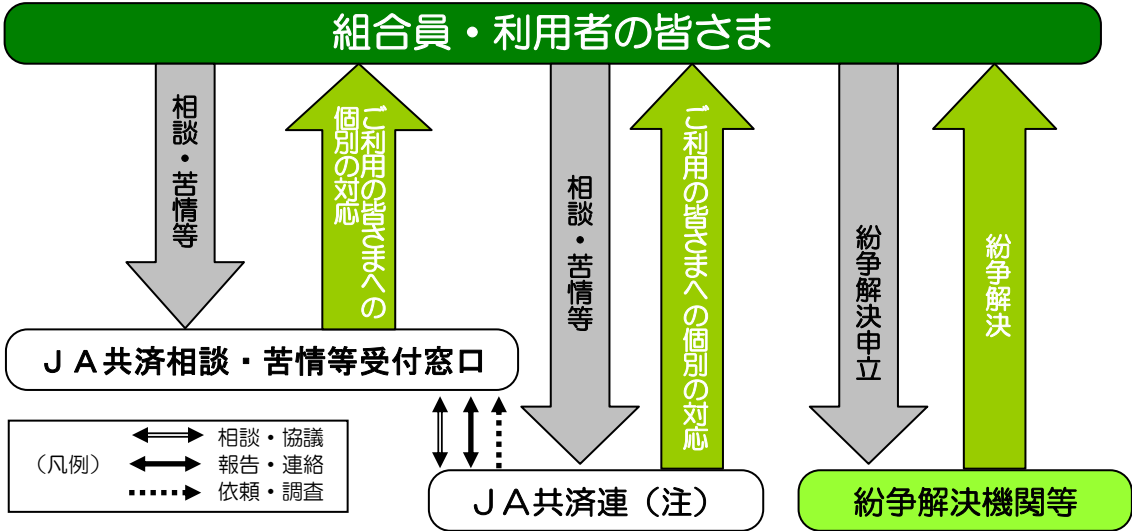 組合員・利用者の皆さま
相談・苦情等
ご利用の皆さまへの
個別の対応
相談・苦情等
ご利用の皆さまへの個別の対応
紛争解決申立
紛争解決
ＪＡ共済相談・苦情等受付窓口
（凡例）
相談・協議
報告・連絡
依頼・調査
ＪＡ共済連（注）
紛争解決機関等